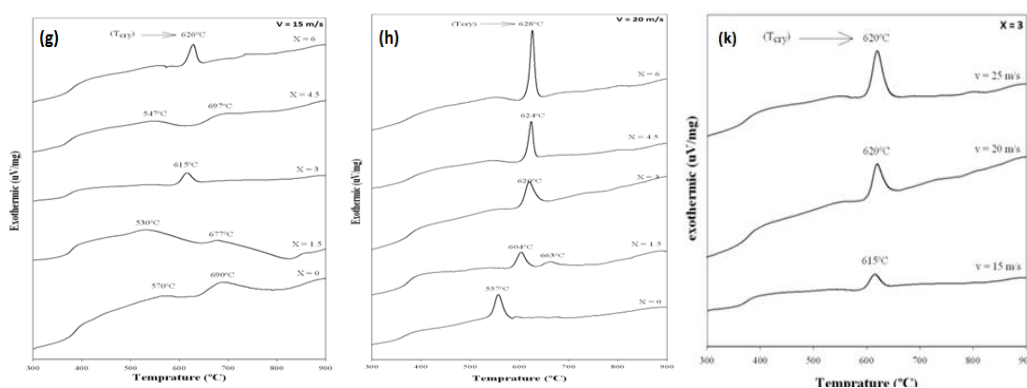 (g)
V = 15 m/s
(Tcry)
626°C
X = 6
X = 4.5
547°C
697°C
615°C
X = 3
530°C
677°C
X = 1.5
570°C
690°C
X = 0
Exothermic (uV/mg)
300 400 500 600 700 800 900
Temprature (°C)
(h)
V = 20 m/s
(Tcry)
628°C
X = 6
624°C
X = 4.5
620°C
X = 3
604°C
663°C
X = 1.5
557°C
X = 0
Exothermic (uV/mg)
300 400 500 600 700 800 900
Temprature (°C)
(k)
X = 3
(Tcry)
620°C
v = 25 m/s
620°C
v = 20 m/s
615°C
v = 15 m/s
exothermic (uV/mg)
300 400 500 600 700 800 900
Temprature (°C)